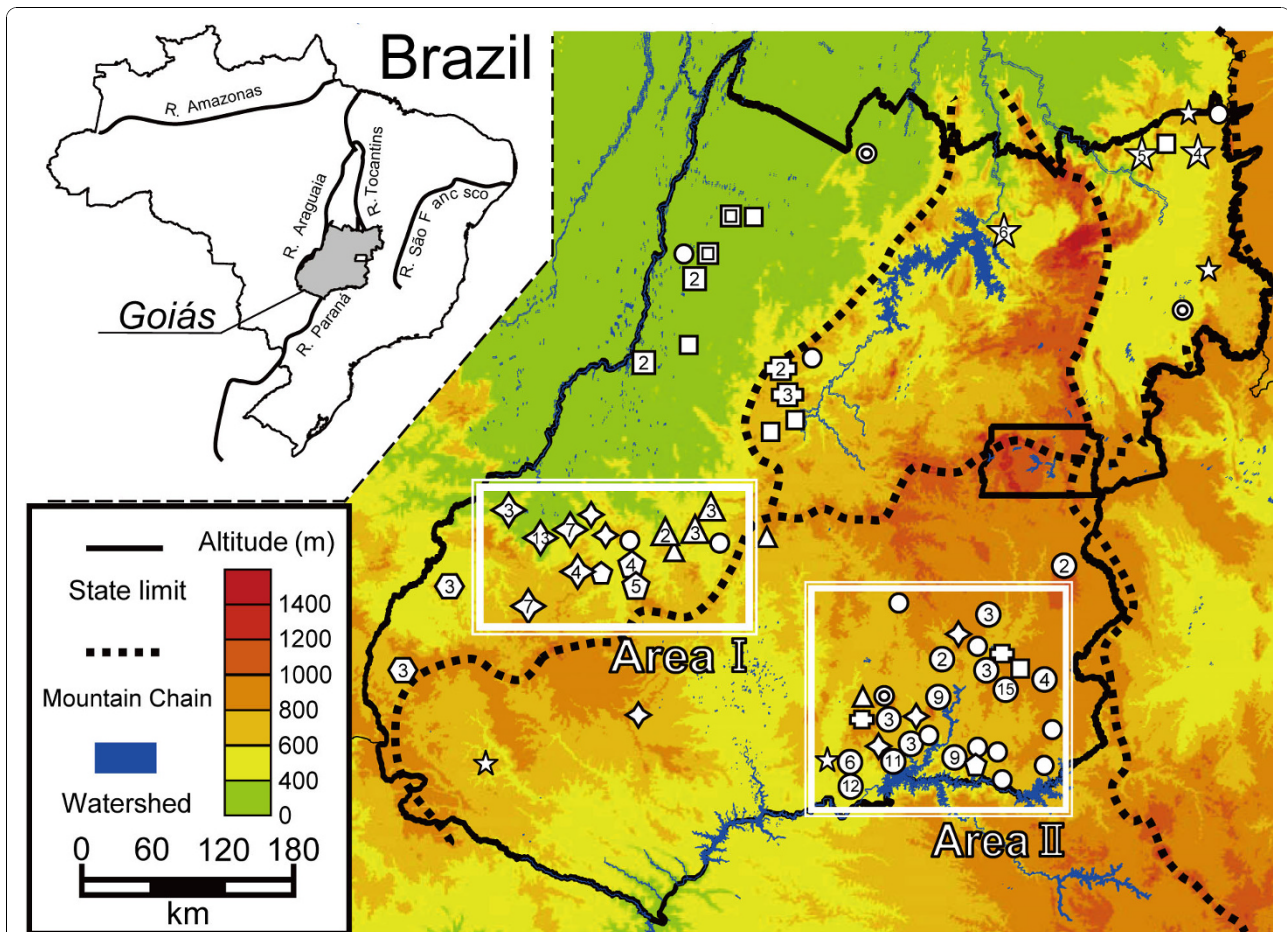 Brazil
R. Amazonas
R. Araguaia
R. Tocantins
R. São F anc sco
Goiás
R. Paraná
5
4
6
2
2
2
3
3
13
7
2
3
3
4
4
5
7
3
3
Area I
2
3
2
3
15
4
9
3
3
6
11
9
12
Area II
State limit
Mountain Chain
Watershed
0 60 120 180
km
Altitude (m)
1400
1200
1000
800
600
400
0